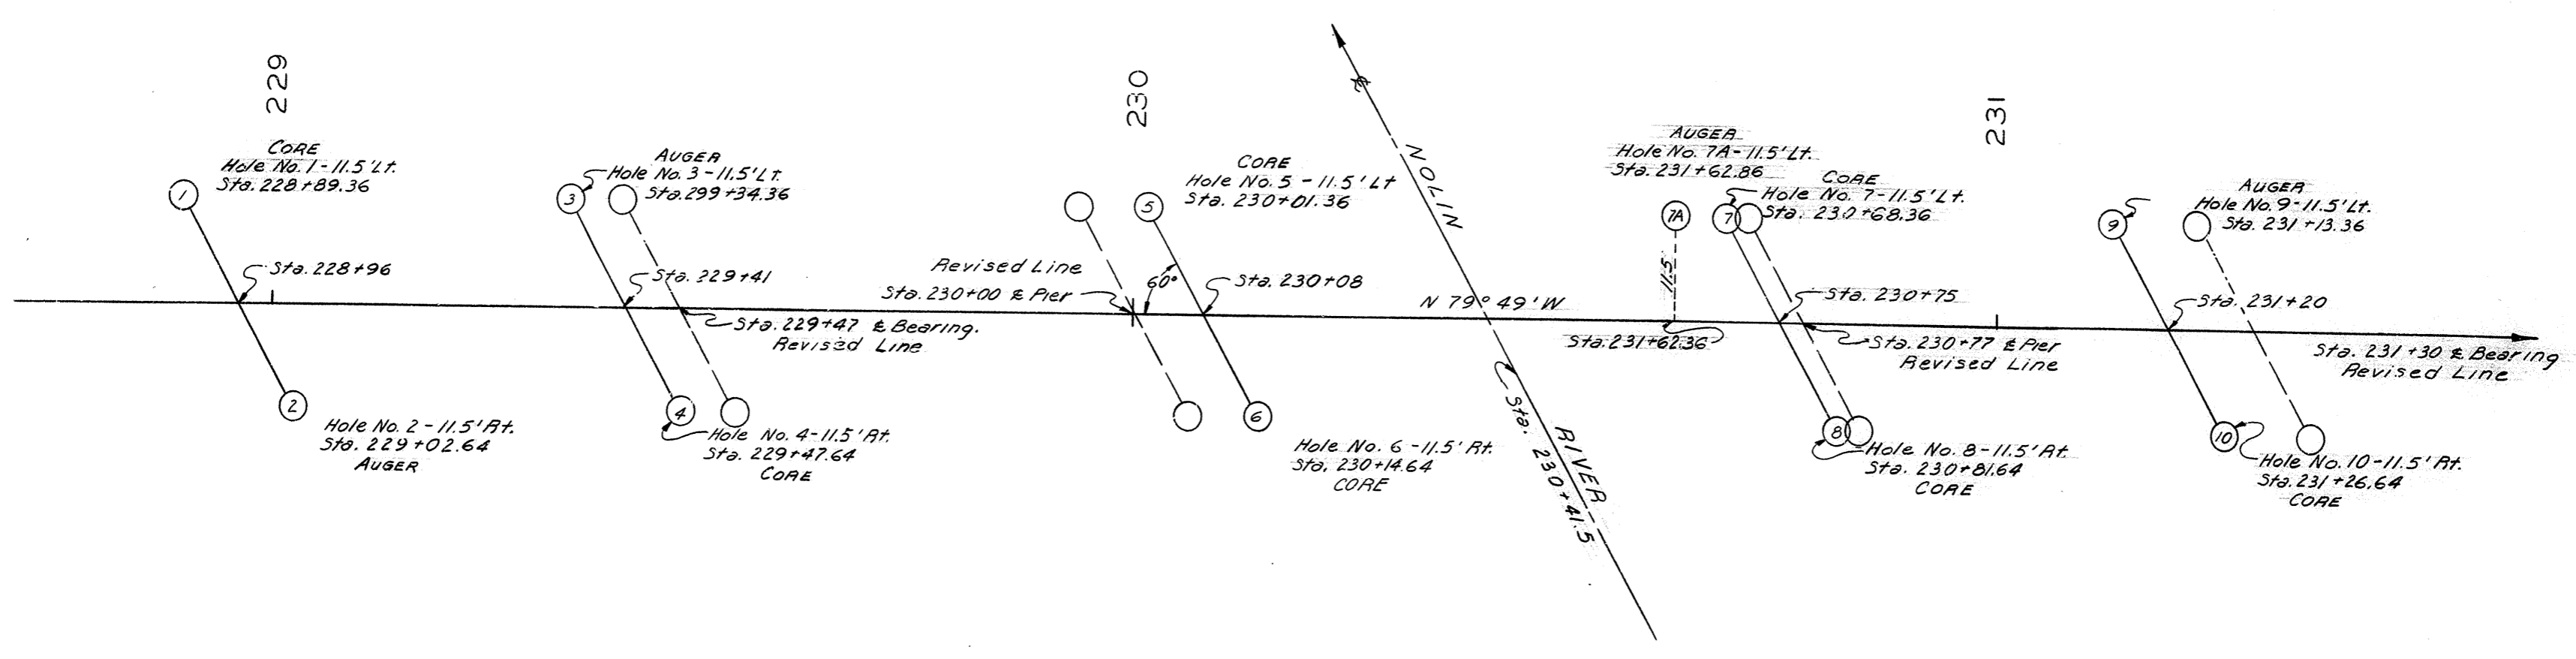 229
230
231
CORE
Hole No. 1 - 11.5' Lt.
Sta. 228+89.36
1
Sta. 228+96
2
Hole No. 2 - 11.5' Rt.
Sta. 229+02.64
AUGER
AUGER
Hole No. 3 - 11.5' Lt.
Sta. 299+34.36
3
Sta. 229+41
Sta. 229+47 ℄ Bearing.
Revised Line
4
Hole No. 4 - 11.5' Rt.
Sta. 229+47.64
CORE
CORE
Hole No. 5 - 11.5' Lt
Sta. 230+01.36
5
Revised Line
Sta. 230+00 ℄ Pier
60°
Sta. 230+08
6
Hole No. 6 - 11.5' Rt.
Sta. 230+14.64
CORE
NOLIN
RIVER
N 79° 49' W
Sta. 230+41.5
AUGER
Hole No. 7A - 11.5' Lt.
Sta. 231+62.86
7A
11.5
Sta. 231+62.36
CORE
Hole No. 7 - 11.5' Lt.
Sta. 230+68.36
7
Sta. 230+75
Sta. 230+77 ℄ Pier
Revised Line
8
Hole No. 8 - 11.5' Rt.
Sta. 230+81.64
CORE
AUGER
Hole No. 9 - 11.5' Lt.
Sta. 231+13.36
9
Sta. 231+20
Sta. 231+30 ℄ Bearing
Revised Line
10
Hole No. 10 - 11.5' Rt.
Sta. 231+26.64
CORE